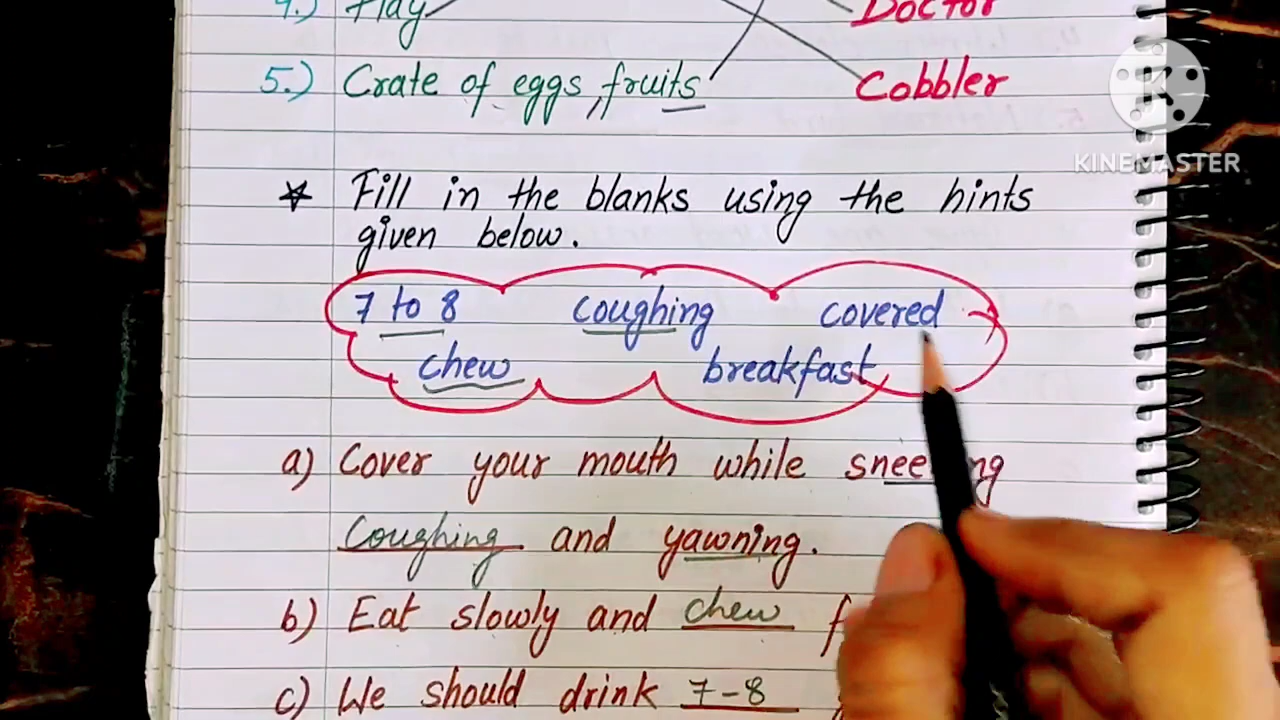 4.) Hay
Doctor
5.) Crate of eggs, fruits
Cobbler
KINEMASTER
* Fill in the blanks using the hints
given below.
7 to 8 coughing covered
chew breakfast
a) Cover your mouth while
Coughing and yawning.
b) Eat slowly and chew
c) We should drink 7-8